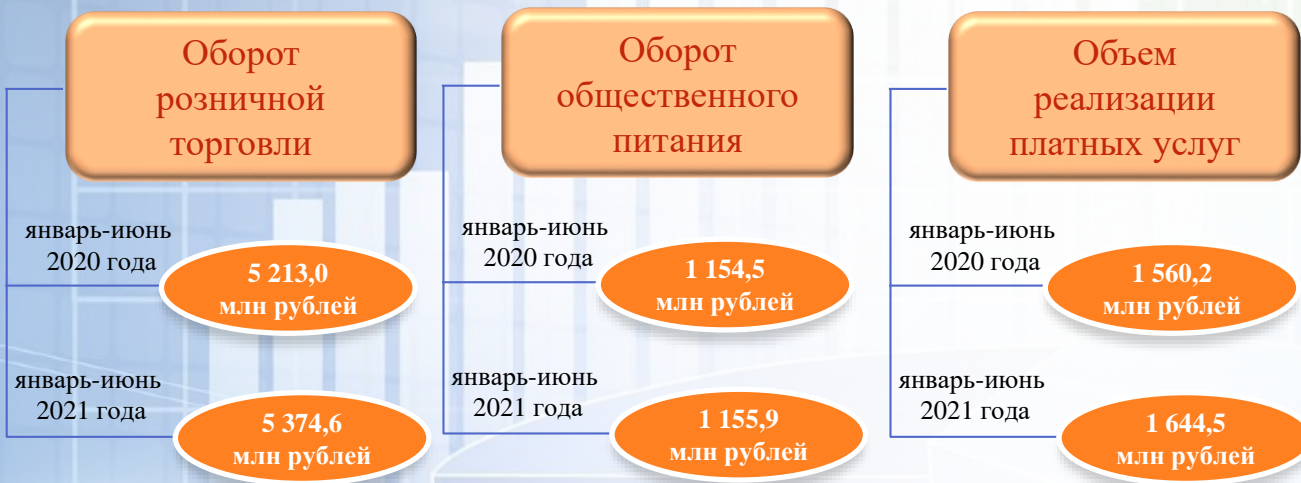 Оборот
розничной
торговли
январь-июнь
2020 года
5 213,0
млн рублей
январь-июнь
2021 года
5 374,6
млн рублей
Оборот
общественного
питания
январь-июнь
2020 года
1 154,5
млн рублей
январь-июнь
2021 года
1 155,9
млн рублей
Объем
реализации
платных услуг
январь-июнь
2020 года
1 560,2
млн рублей
январь-июнь
2021 года
1 644,5
млн рублей